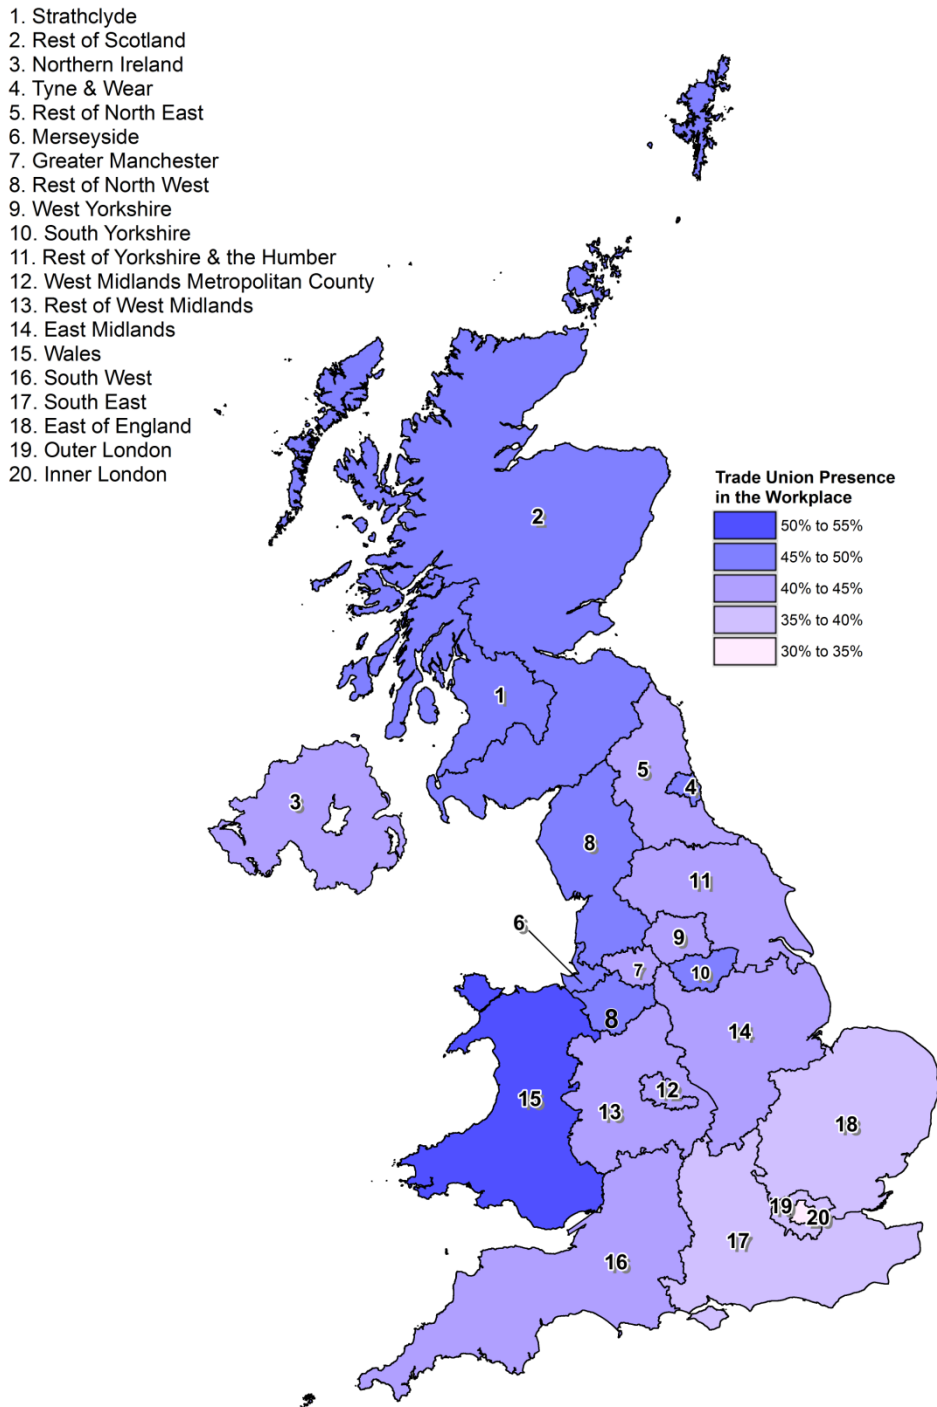 1. Strathclyde
2. Rest of Scotland
3. Northern Ireland
4. Tyne & Wear
5. Rest of North East
6. Merseyside
7. Greater Manchester
8. Rest of North West
9. West Yorkshire
10. South Yorkshire
11. Rest of Yorkshire & the Humber
12. West Midlands Metropolitan County
13. Rest of West Midlands
14. East Midlands
15. Wales
16. South West
17. South East
18. East of England
19. Outer London
20. Inner London
Trade Union Presence
in the Workplace
50% to 55%
45% to 50%
40% to 45%
35% to 40%
30% to 35%
2
1
5
4
3
8
11
6
9
7
10
8
14
12
15
13
18
19
20
17
16